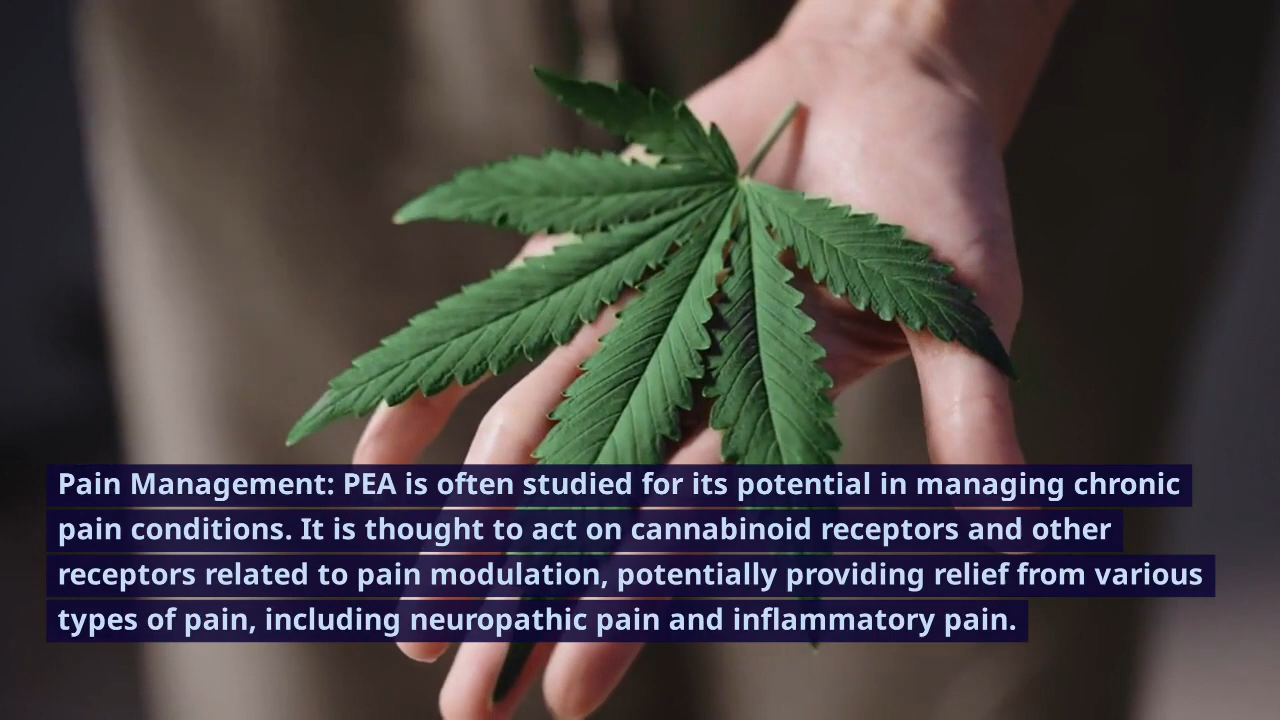 Pain Management: PEA is often studied for its potential in managing chronic
pain conditions. It is thought to act on cannabinoid receptors and other
receptors related to pain modulation, potentially providing relief from various
types of pain, including neuropathic pain and inflammatory pain.